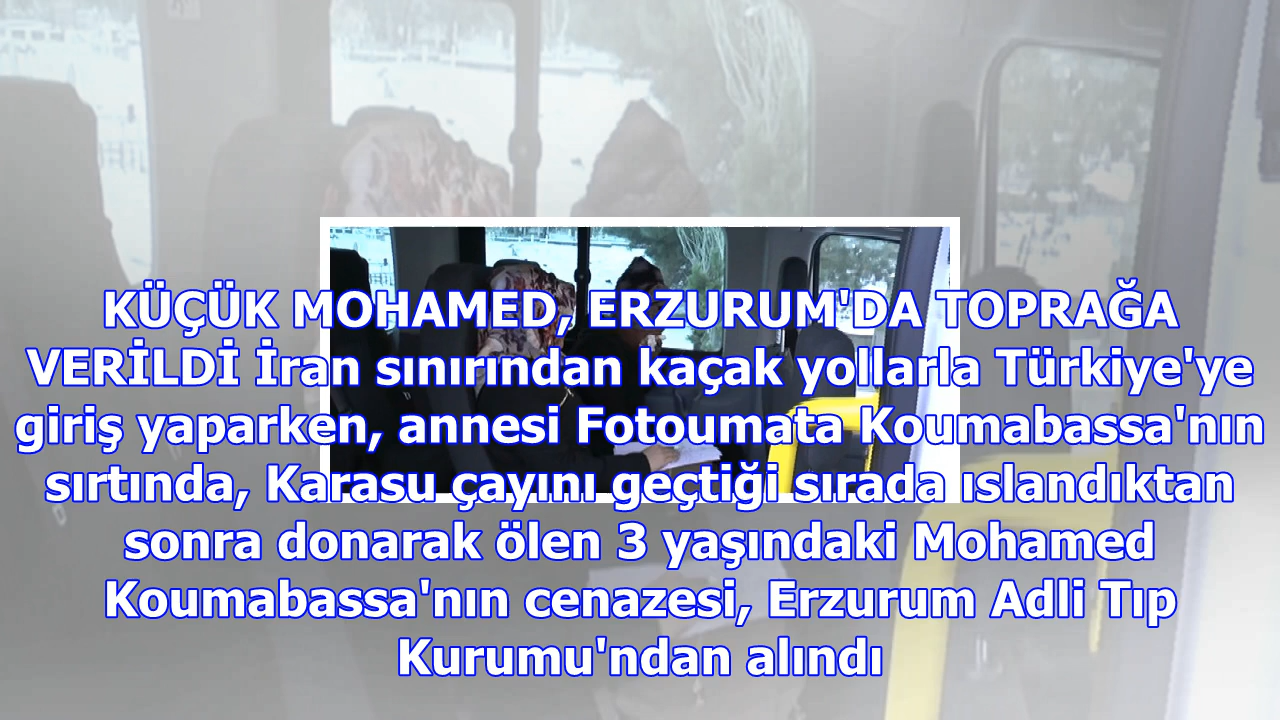 KÜÇÜK MOHAMED, ERZURUM'DA TOPRAĞA
VERİLDİ İran sınırından kaçak yollarla Türkiye'ye
giriş yaparken, annesi Fotoumata Koumabassa'nın
sırtında, Karasu çayını geçtiği sırada ıslandıktan
sonra donarak ölen 3 yaşındaki Mohamed
Koumabassa'nın cenazesi, Erzurum Adli Tıp
Kurumu'ndan alındı